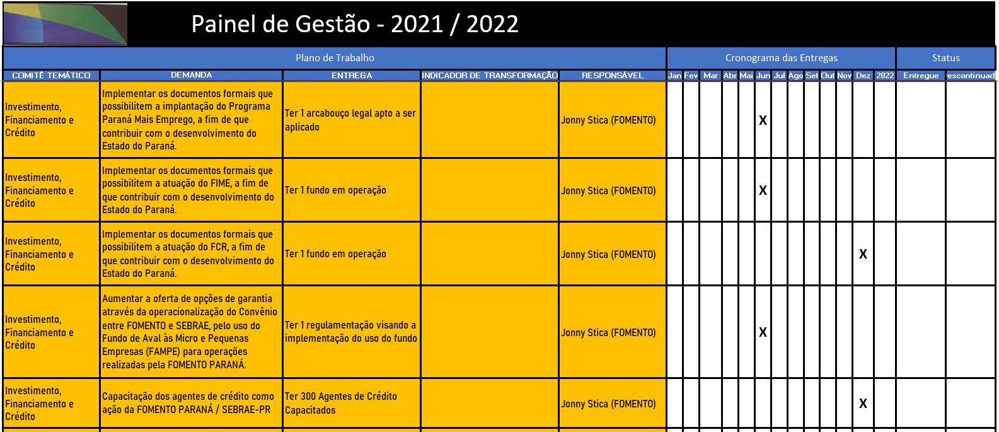 Painel de Gestão - 2021 / 2022
Plano de Trabalho
Cronograma das Entregas
Status
COMITÊ TEMÁTICO
DEMANDA
ENTREGA
INDICADOR DE TRANSFORMAÇÃO
RESPONSÁVEL
Jan
Fev
Mar
Abr
Mai
Jun
Jul
Ago
Set
Out
Nov
Dez
2022
Entregue
escontinuad
Investimento,
Financiamento e
Crédito
Implementar os documentos formais que
possibilitem a implantação do Programa
Paraná Mais Emprego, a fim de que
contribuir com o desenvolvimento do
Estado do Paraná.
Ter 1 arcabouço legal apto a ser
aplicado
Jonny Stica (FOMENTO)
X
Investimento,
Financiamento e
Crédito
Implementar os documentos formais que
possibilitem a atuação do FIME, a fim de
que contribuir com o desenvolvimento do
Estado do Paraná.
Ter 1 fundo em operação
Jonny Stica (FOMENTO)
X
Investimento,
Financiamento e
Crédito
Implementar os documentos formais que
possibilitem a atuação do FCR, a fim de
que contribuir com o desenvolvimento do
Estado do Paraná.
Ter 1 fundo em operação
Jonny Stica (FOMENTO)
X
Investimento,
Financiamento e
Crédito
Aumentar a oferta de opções de garantia
através da operacionalização do Convênio
entre FOMENTO e SEBRAE, pelo uso do
Fundo de Aval às Micro e Pequenas
Empresas (FAMPE) para operações
realizadas pela FOMENTO PARANÁ.
Ter 1 regulamentação visando a
implementação do uso do fundo
Jonny Stica (FOMENTO)
X
Investimento,
Financiamento e
Crédito
Capacitação dos agentes de crédito como
ação da FOMENTO PARANÁ / SEBRAE-PR
Ter 300 Agentes de Crédito
Capacitados
Jonny Stica (FOMENTO)
X